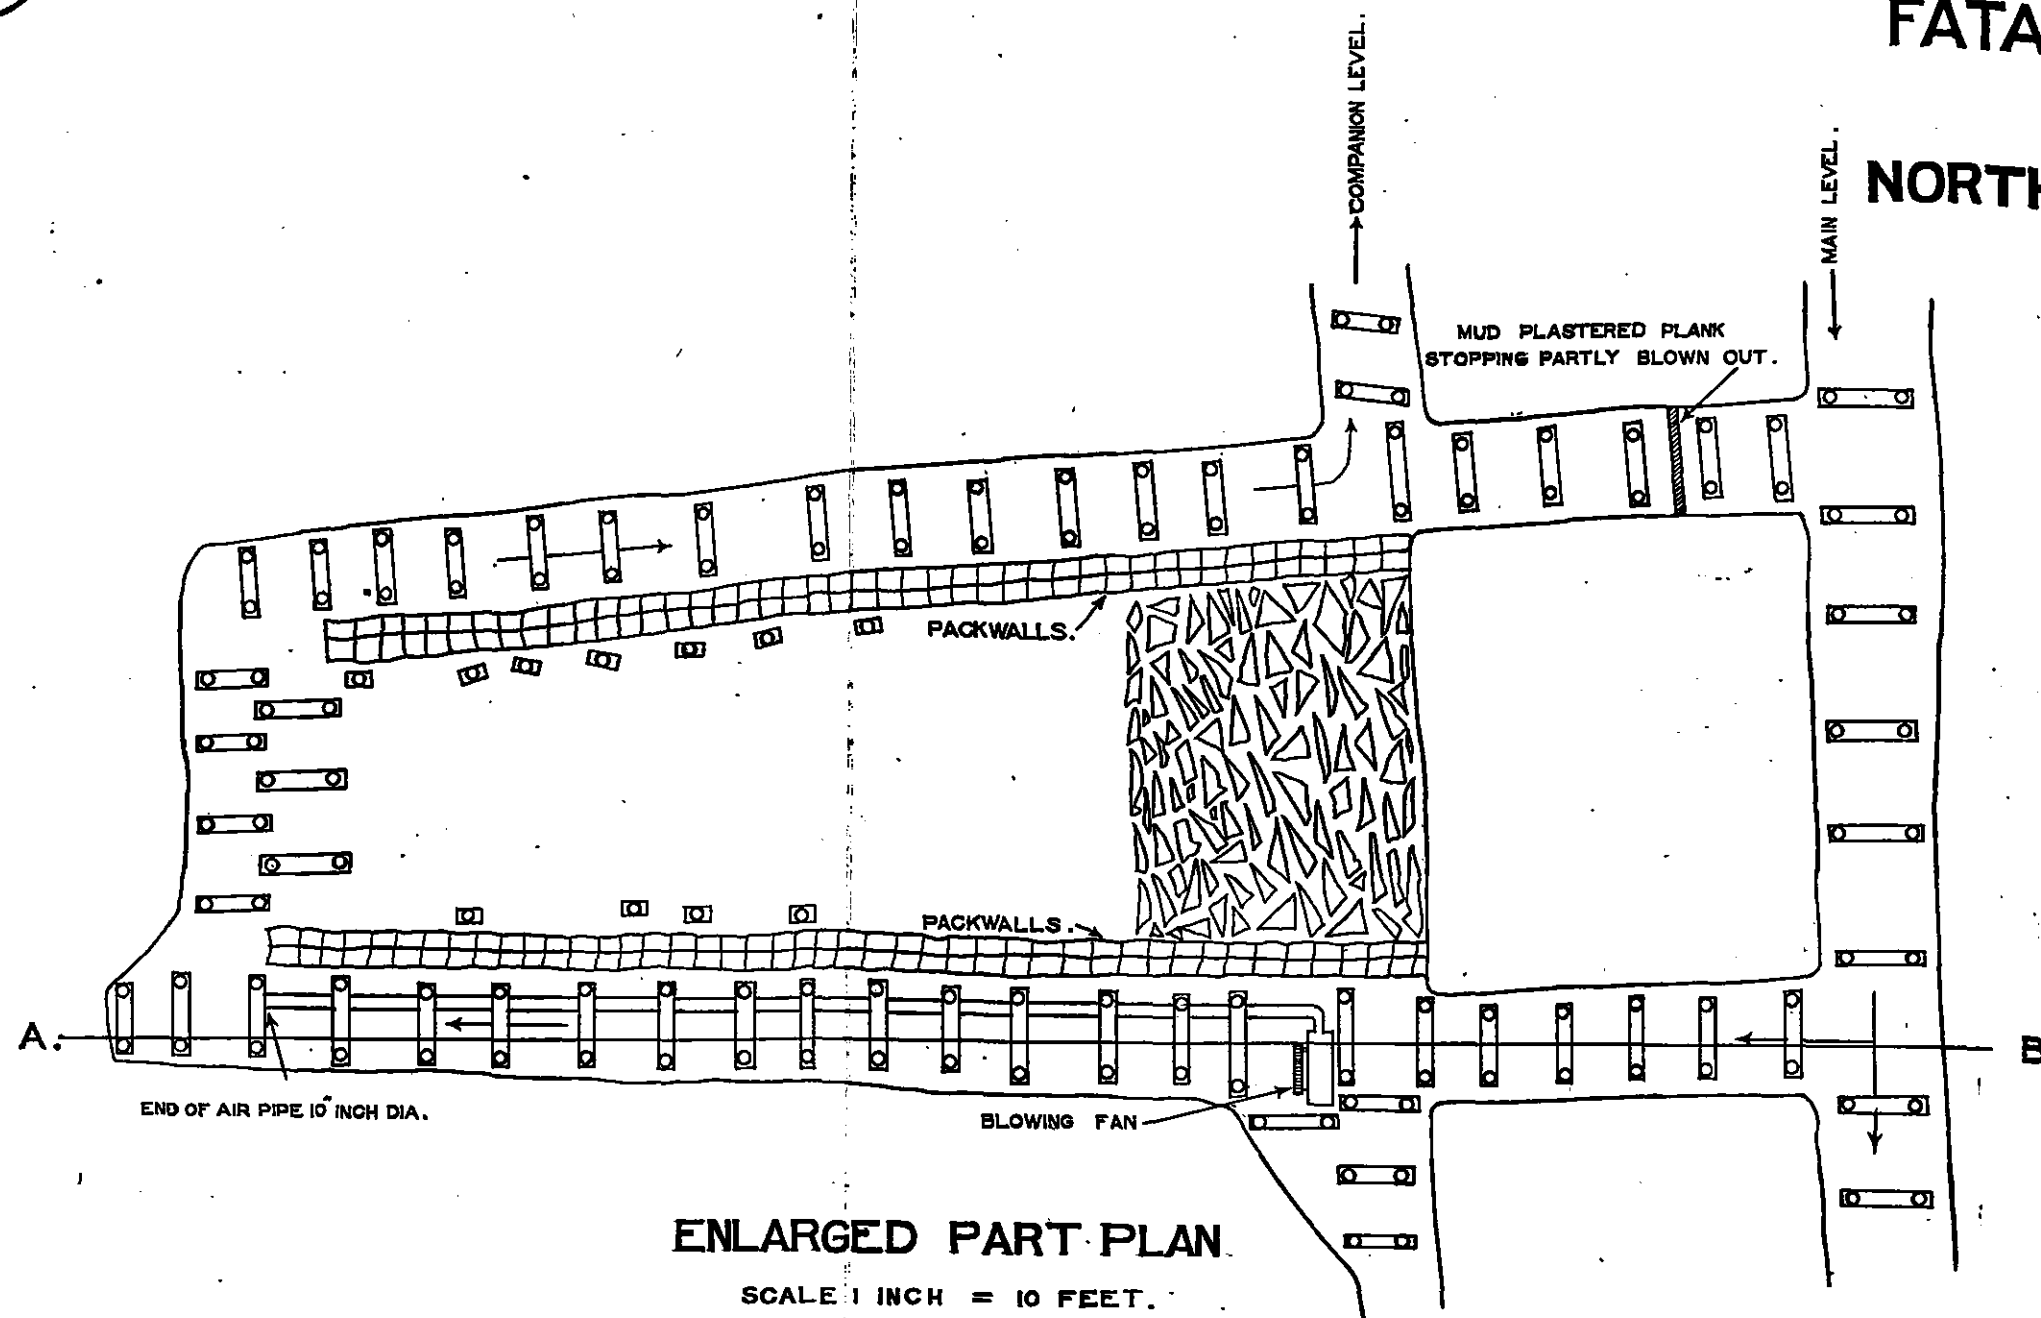 FATA
COMPANION LEVEL.
MAIN LEVEL.
NORTH
MUD PLASTERED PLANK
STOPPING PARTLY BLOWN OUT.
PACKWALLS.
PACKWALLS.
A.
END OF AIR PIPE 10" INCH DIA.
BLOWING FAN
ENLARGED PART PLAN
SCALE 1 INCH = 10 FEET.